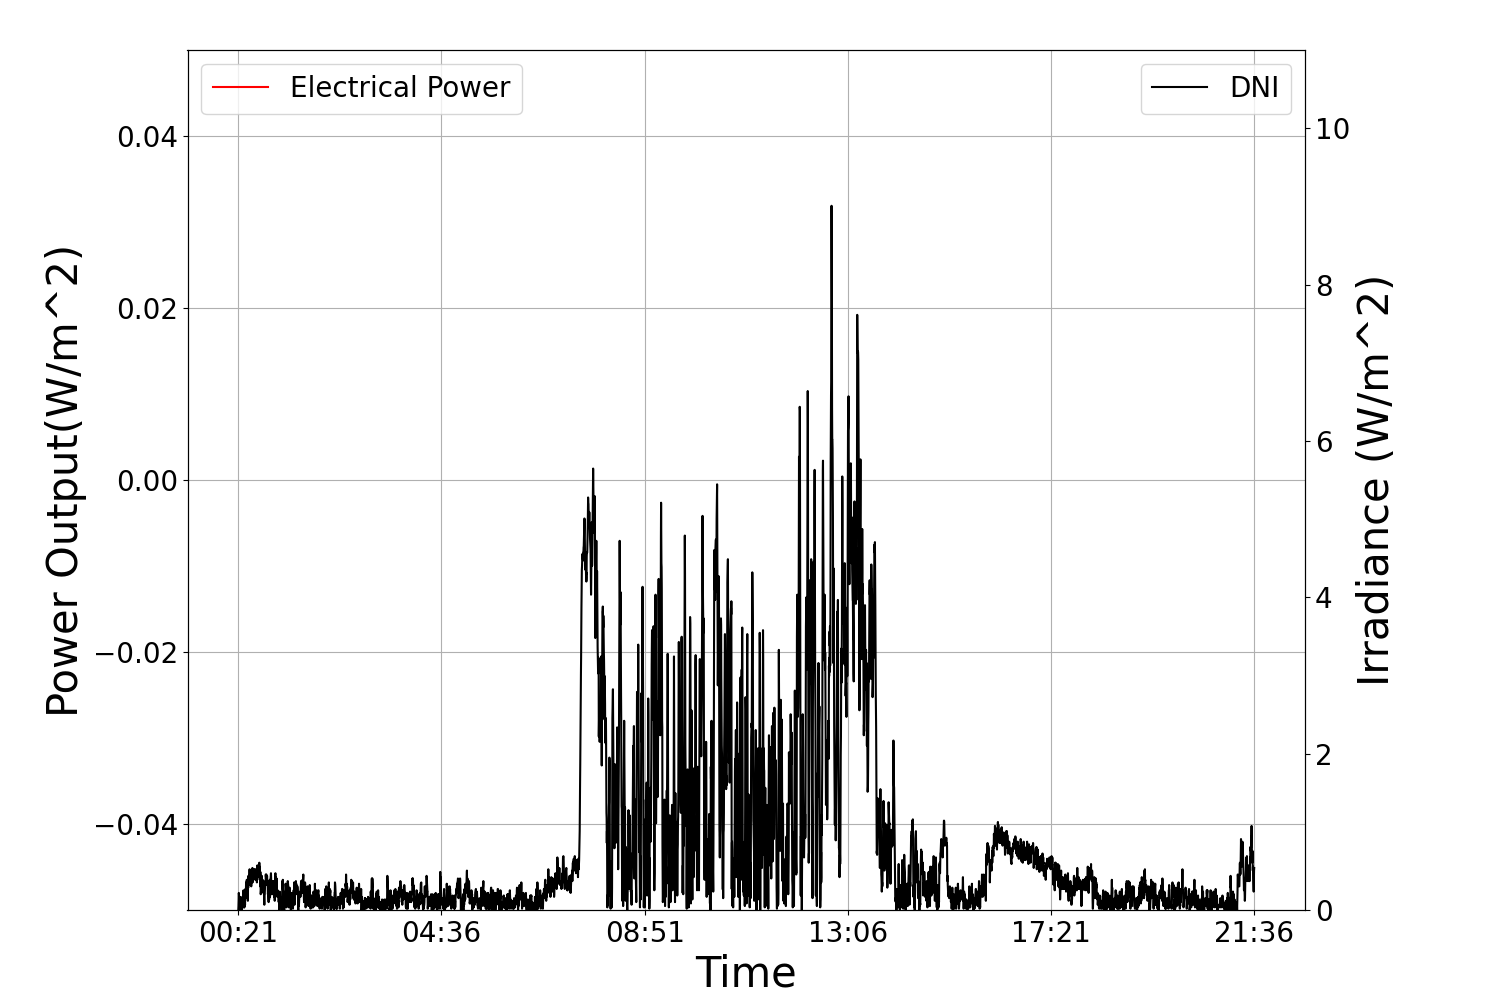 Electrical Power
DNI
Power Output(W/m^2)
0.04
0.02
0.00
−0.02
−0.04
10
8
6
4
2
0
Irradiance (W/m^2)
00:21 04:36 08:51 13:06 17:21 21:36
Time